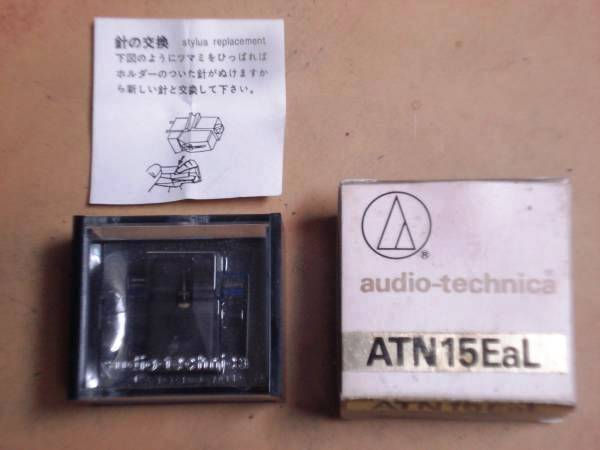 針の交換 stylus replacement
下図のようにツマミをひっぱれば
ホルダーのついた針がぬけますか
ら新しい針と交換して下さい。
audio-technica
®
audio-technica®
ATN15EaL